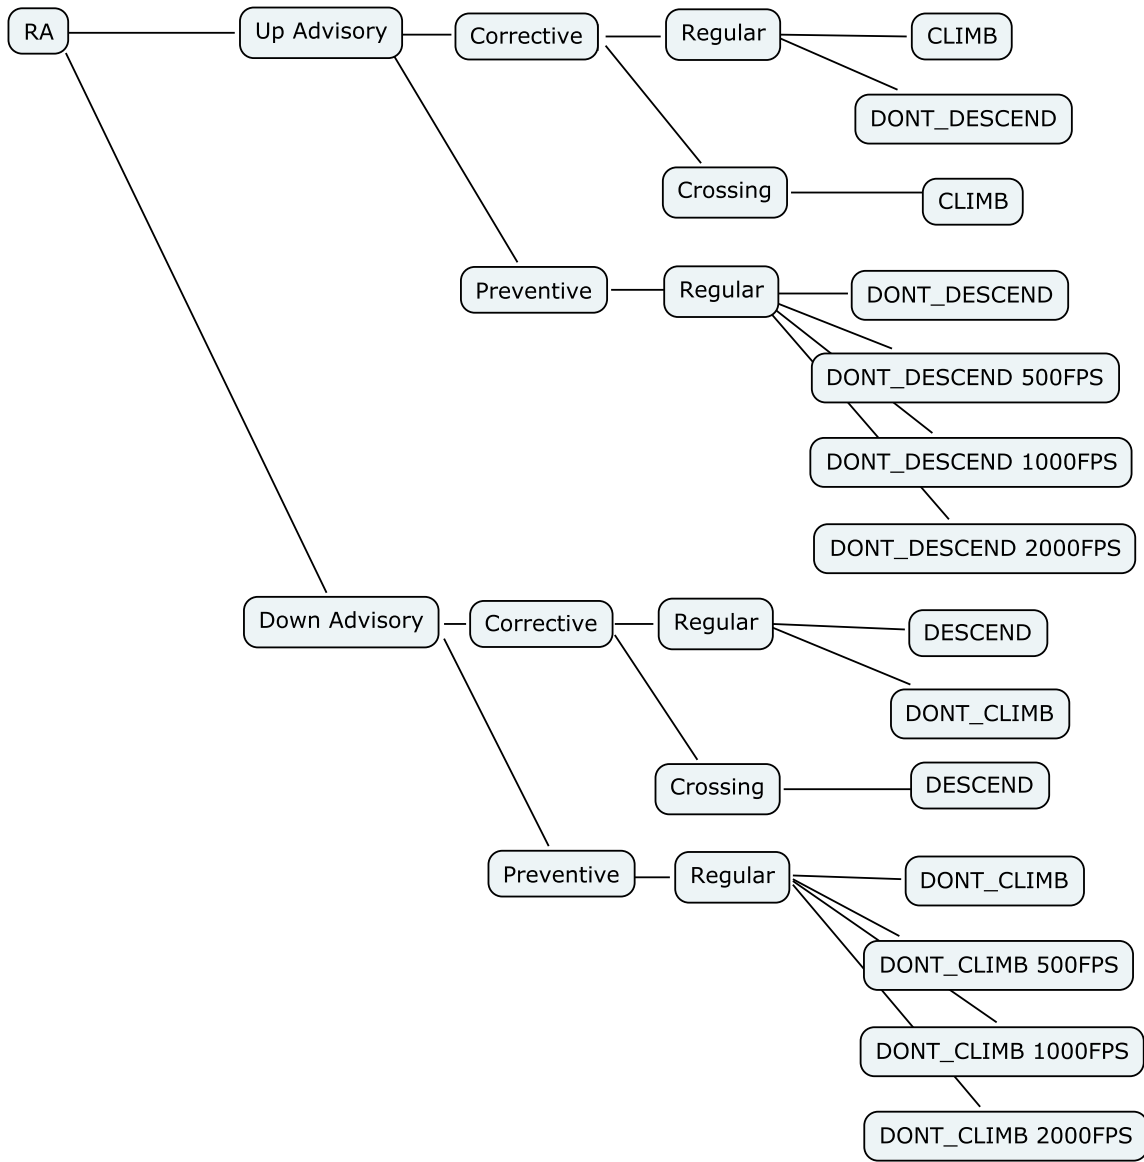 RA
Up Advisory
Corrective
Regular
CLIMB
DONT_DESCEND
Crossing
CLIMB
Preventive
Regular
DONT_DESCEND
DONT_DESCEND 500FPS
DONT_DESCEND 1000FPS
DONT_DESCEND 2000FPS
Down Advisory
Corrective
Regular
DESCEND
DONT_CLIMB
Crossing
DESCEND
Preventive
Regular
DONT_CLIMB
DONT_CLIMB 500FPS
DONT_CLIMB 1000FPS
DONT_CLIMB 2000FPS